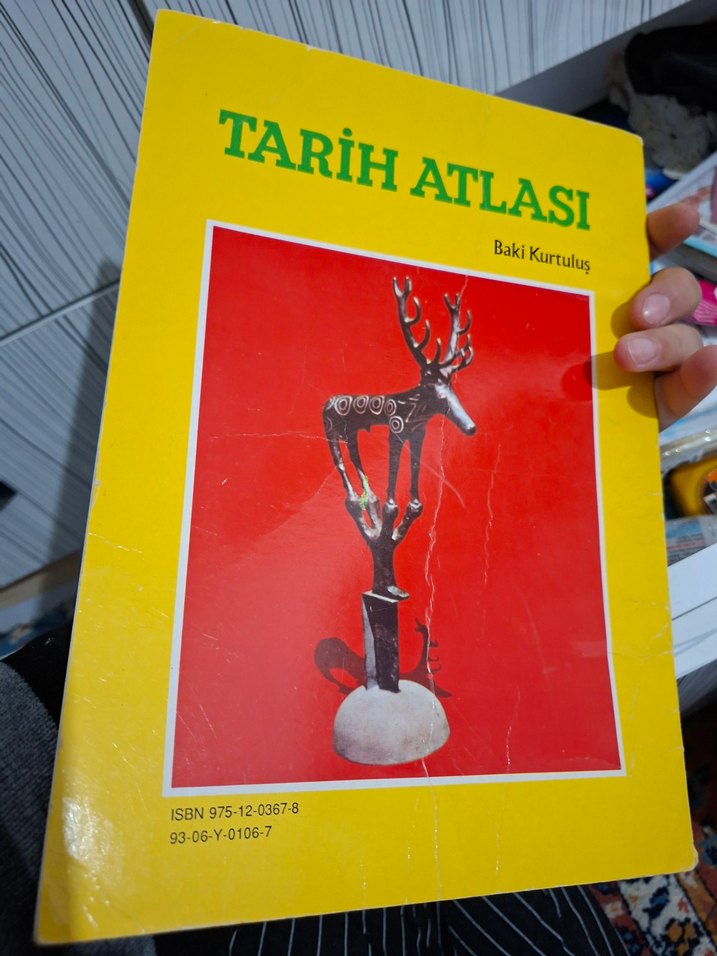 TARİH ATLASI
Baki Kurtuluş
ISBN 975-12-0367-8
93-06-Y-0106-7